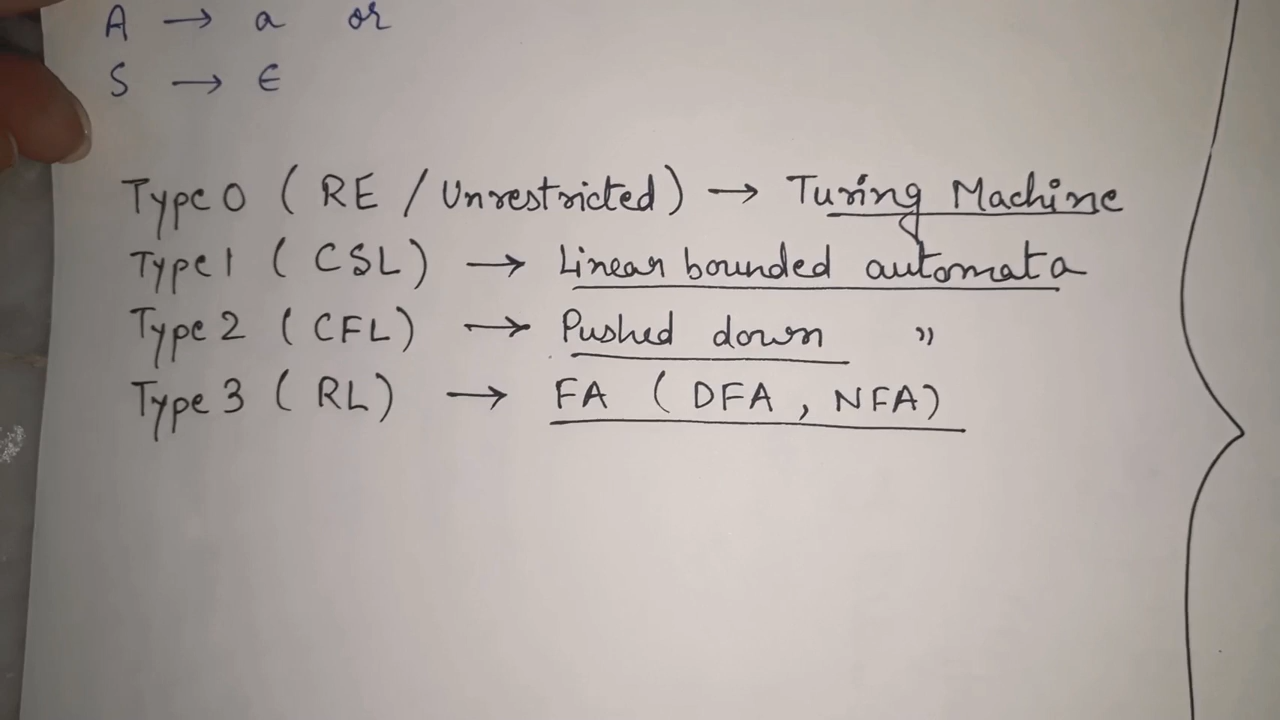 A → a or
S → ∈
Type 0 ( RE / Unrestricted ) → Turing Machine
Type 1 ( CSL ) → Linear bounded automata
Type 2 ( CFL ) → Pushed down "
Type 3 ( RL ) → FA ( DFA , NFA )